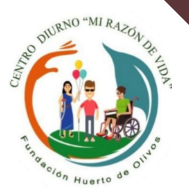 CENTRO DIURNO "MI RAZÓN DE VIDA"
Fundación Huerto de Olivos